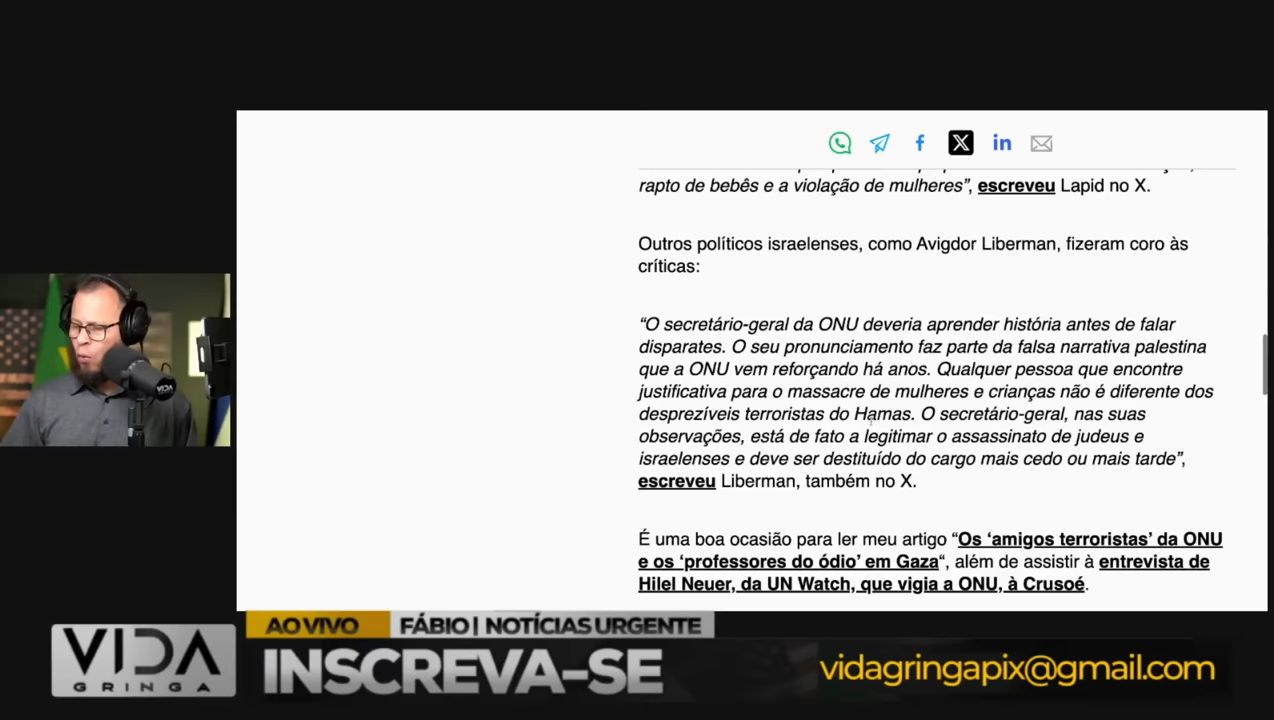 rapto de bebês e a violação de mulheres”, escreveu Lapid no X.
Outros políticos israelenses, como Avigdor Liberman, fizeram coro às
críticas:
“O secretário-geral da ONU deveria aprender história antes de falar
disparates. O seu pronunciamento faz parte da falsa narrativa palestina
que a ONU vem reforçando há anos. Qualquer pessoa que encontre
justificativa para o massacre de mulheres e crianças não é diferente dos
desprezíveis terroristas do Hamas. O secretário-geral, nas suas
observações, está de fato a legitimar o assassinato de judeus e
israelenses e deve ser destituído do cargo mais cedo ou mais tarde”,
escreveu Liberman, também no X.
É uma boa ocasião para ler meu artigo “Os ‘amigos terroristas’ da ONU
e os ‘professores do ódio’ em Gaza“, além de assistir à entrevista de
Hilel Neuer, da UN Watch, que vigia a ONU, à Crusoé.
AO VIVO FÁBIO | NOTÍCIAS URGENTE
VIDA
GRINGA
INSCREVA-SE
vidagringapix@gmail.com